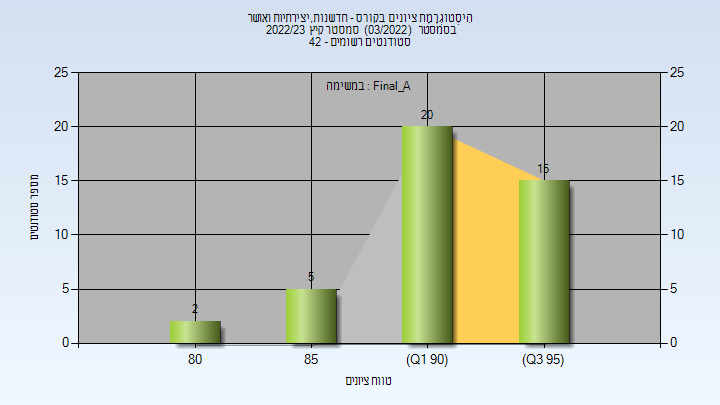 היסטוגרמת ציונים בקורס - חדשנות,יצירתיות ואושר
בסמסטר (03/2022) סמסטר קיץ 2022/23
סטודנטים רשומים - 42
במשימה : Final_A
25
25
20
20
20
15
15
15
10
10
5
5
5
2
0
0
מספר סטודנטים
80
85
(Q1 90)
(Q3 95)
טווח ציונים